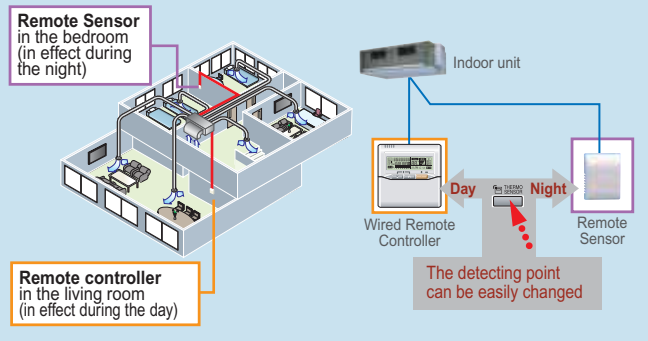 Remote Sensor
in the bedroom
(in effect during
the night)
Remote controller
in the living room
(in effect during the day)
Indoor unit
Day
THERMO
SENSOR
Night
Wired Remote
Controller
Remote
Sensor
The detecting point
can be easily changed